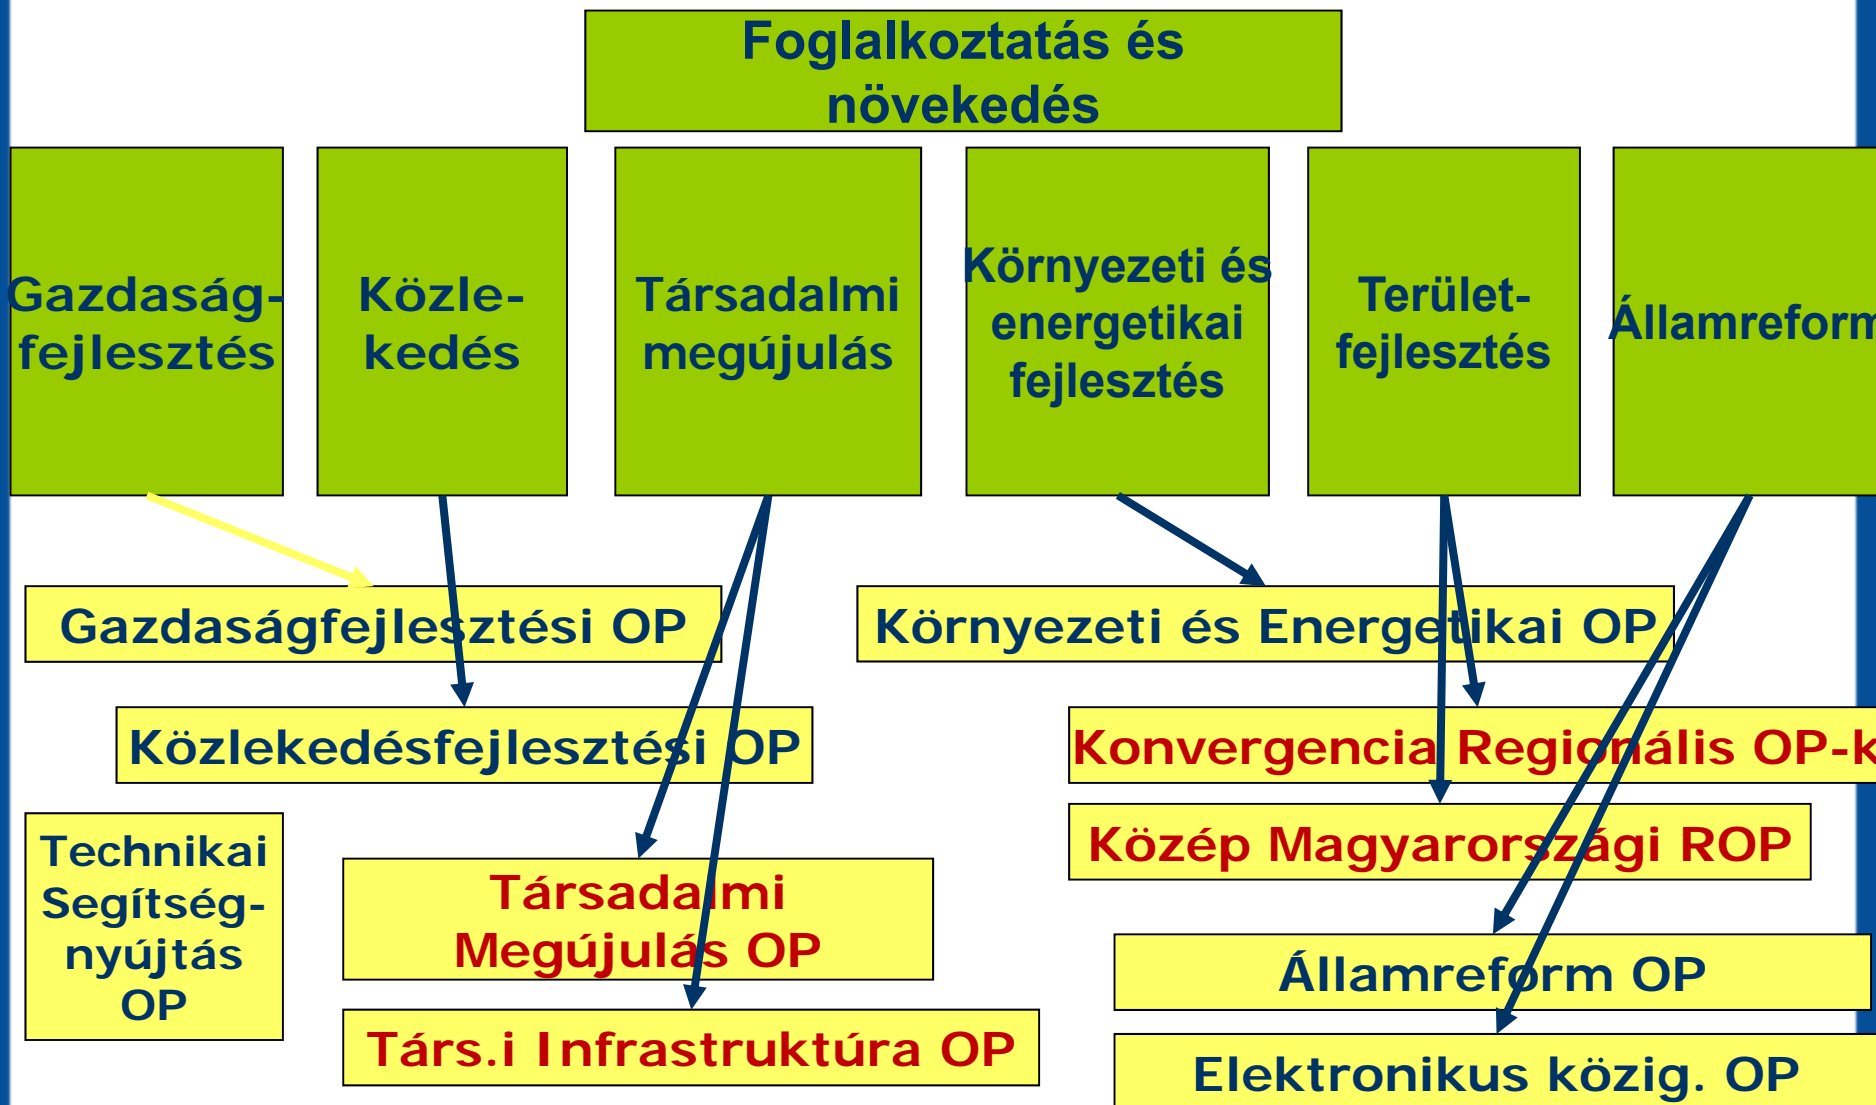 Foglalkoztatás és
növekedés
Gazdaság-
fejlesztés
Közle-
kedés
Társadalmi
megújulás
Környezeti és
energetikai
fejlesztés
Terület-
fejlesztés
Államreform
Gazdaságfejlesztési OP
Környezeti és Energetikai OP
Közlekedésfejlesztési OP
Konvergencia Regionális OP-k
Közép Magyarországi ROP
Technikai
Segítség-
nyújtás
OP
Társadalmi
Megújulás OP
Államreform OP
Társ.i Infrastruktúra OP
Elektronikus közig. OP